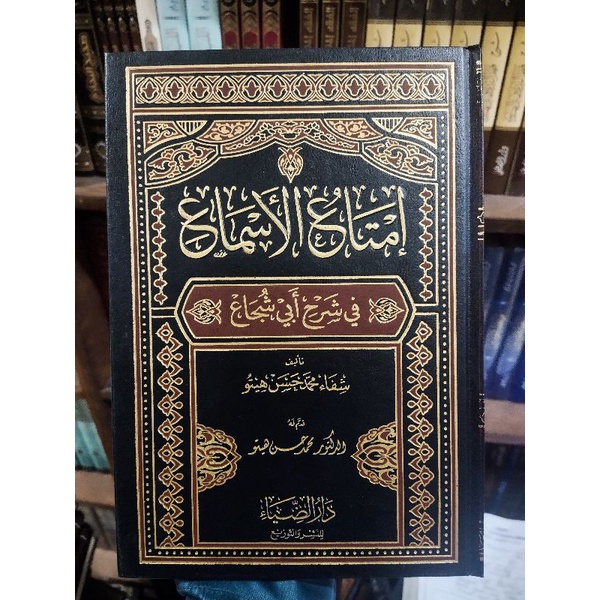 إمتاع الأسماع
في شرح أبي شجاع
تأليف
شفاء محمد حسن هيتو
قدم له
الدكتور محمد حسن هيتو
دار الضياء
للنشر والتوزيع